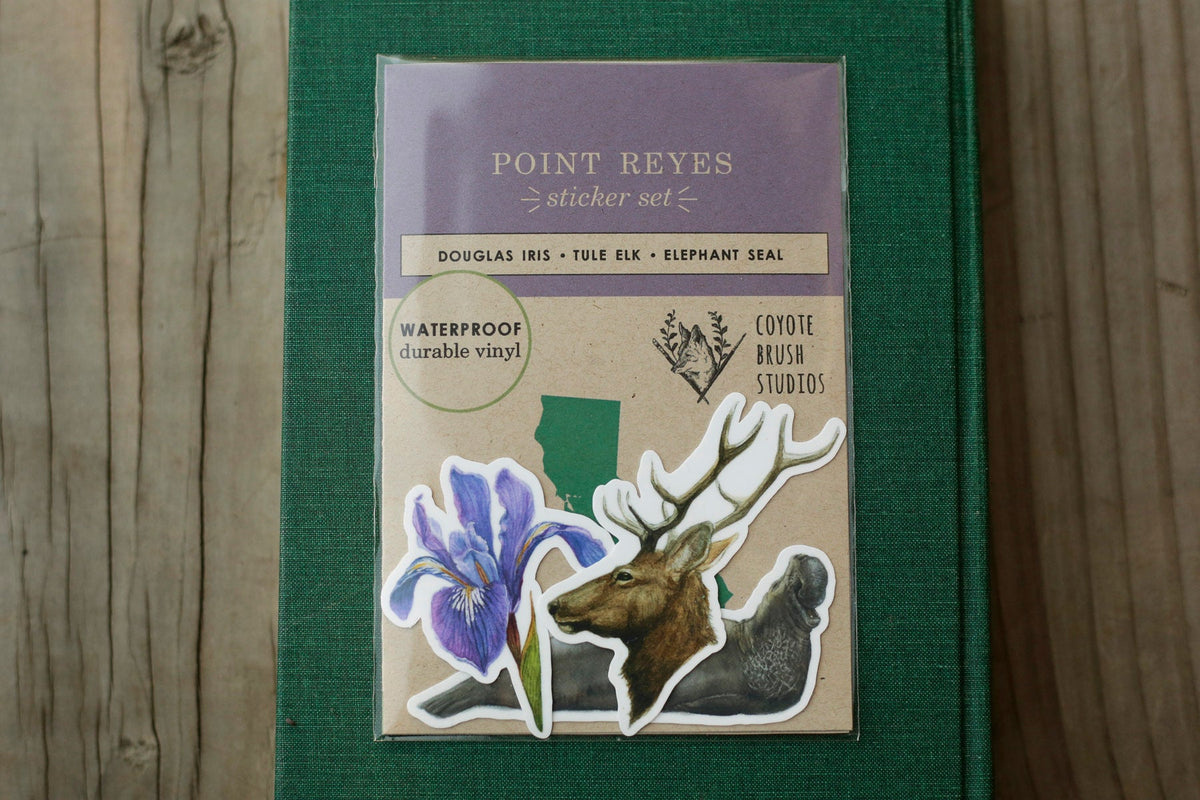 POINT REYES
sticker set
DOUGLAS IRIS • TULE ELK • ELEPHANT SEAL
WATERPROOF
durable vinyl
COYOTE
BRUSH
STUDIOS